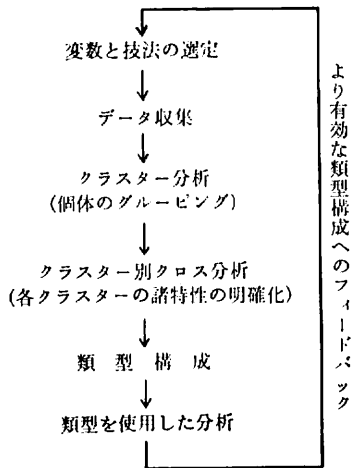 変数と技法の選定
データ収集
クラスター分析
(個体のグルーピング)
クラスター別クロス分析
(各クラスターの諸特性の明確化)
類型構成
類型を使用した分析
より有効な類型構成へのフィードバック